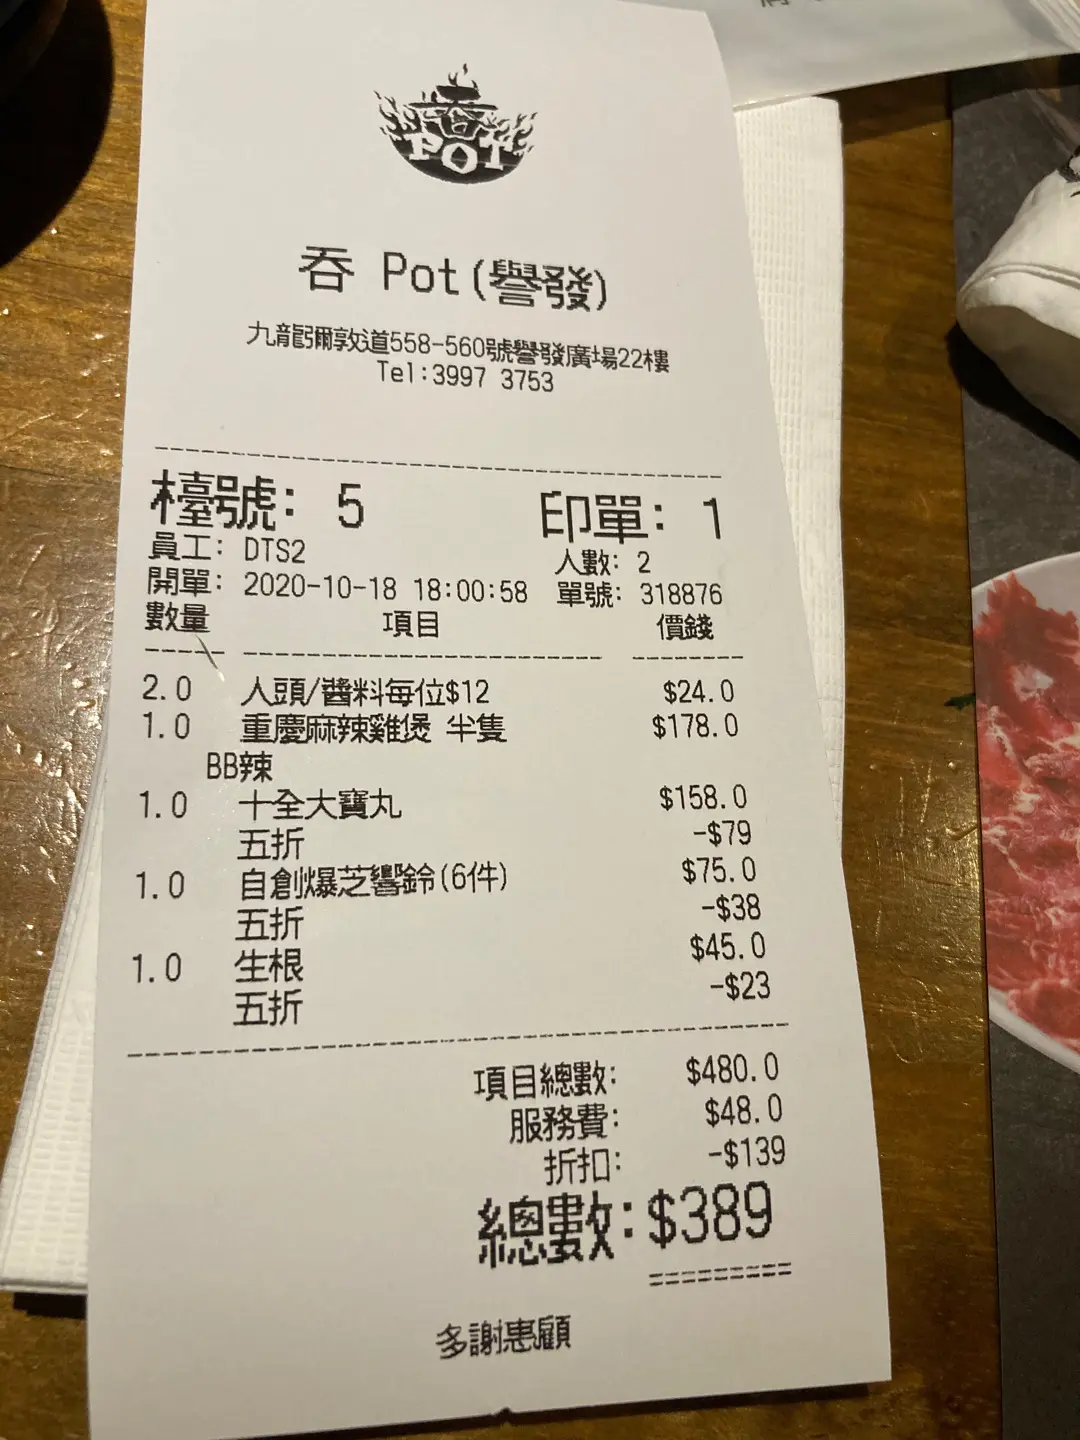 吞
POT
吞 Pot(譽發)
九龍彌敦道558-560號譽發廣場22樓
Tel:3997 3753
檯號: 5 印單: 1
員工: DTS2 人數: 2
開單: 2020-10-18 18:00:58 單號: 318876
數量 項目 價錢
2.0 人頭/醬料每位$12 $24.0
1.0 重慶麻辣雞煲 半隻 $178.0
BB辣
1.0 十全大寶丸 $158.0
五折 -$79
1.0 自創爆芝響鈴(6件) $75.0
五折 -$38
1.0 生根 $45.0
五折 -$23
項目總數: $480.0
服務費: $48.0
折扣: -$139
總數: $389
=========
多謝惠顧